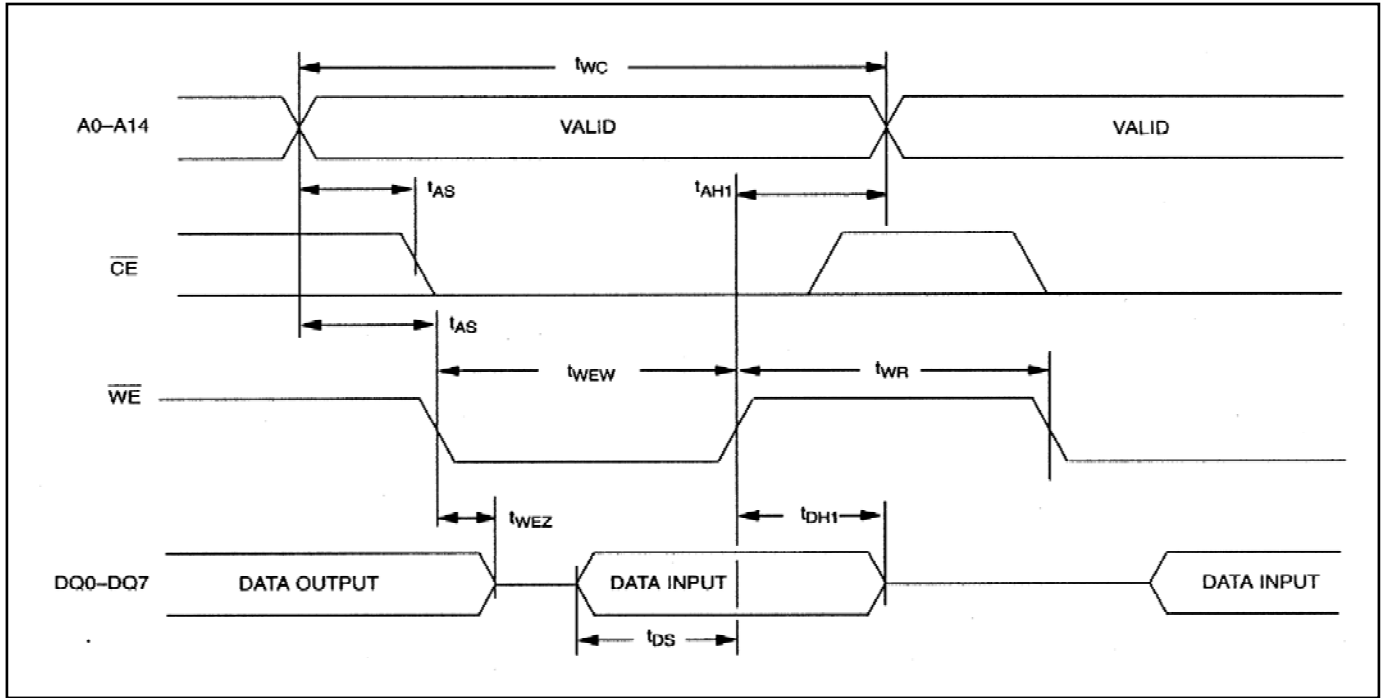 tWC
A0–A14 VALID VALID
tAS tAH1
CE
tAS
tWEW tWR
WE
tWEZ tDH1
DQ0–DQ7 DATA OUTPUT DATA INPUT DATA INPUT
tDS